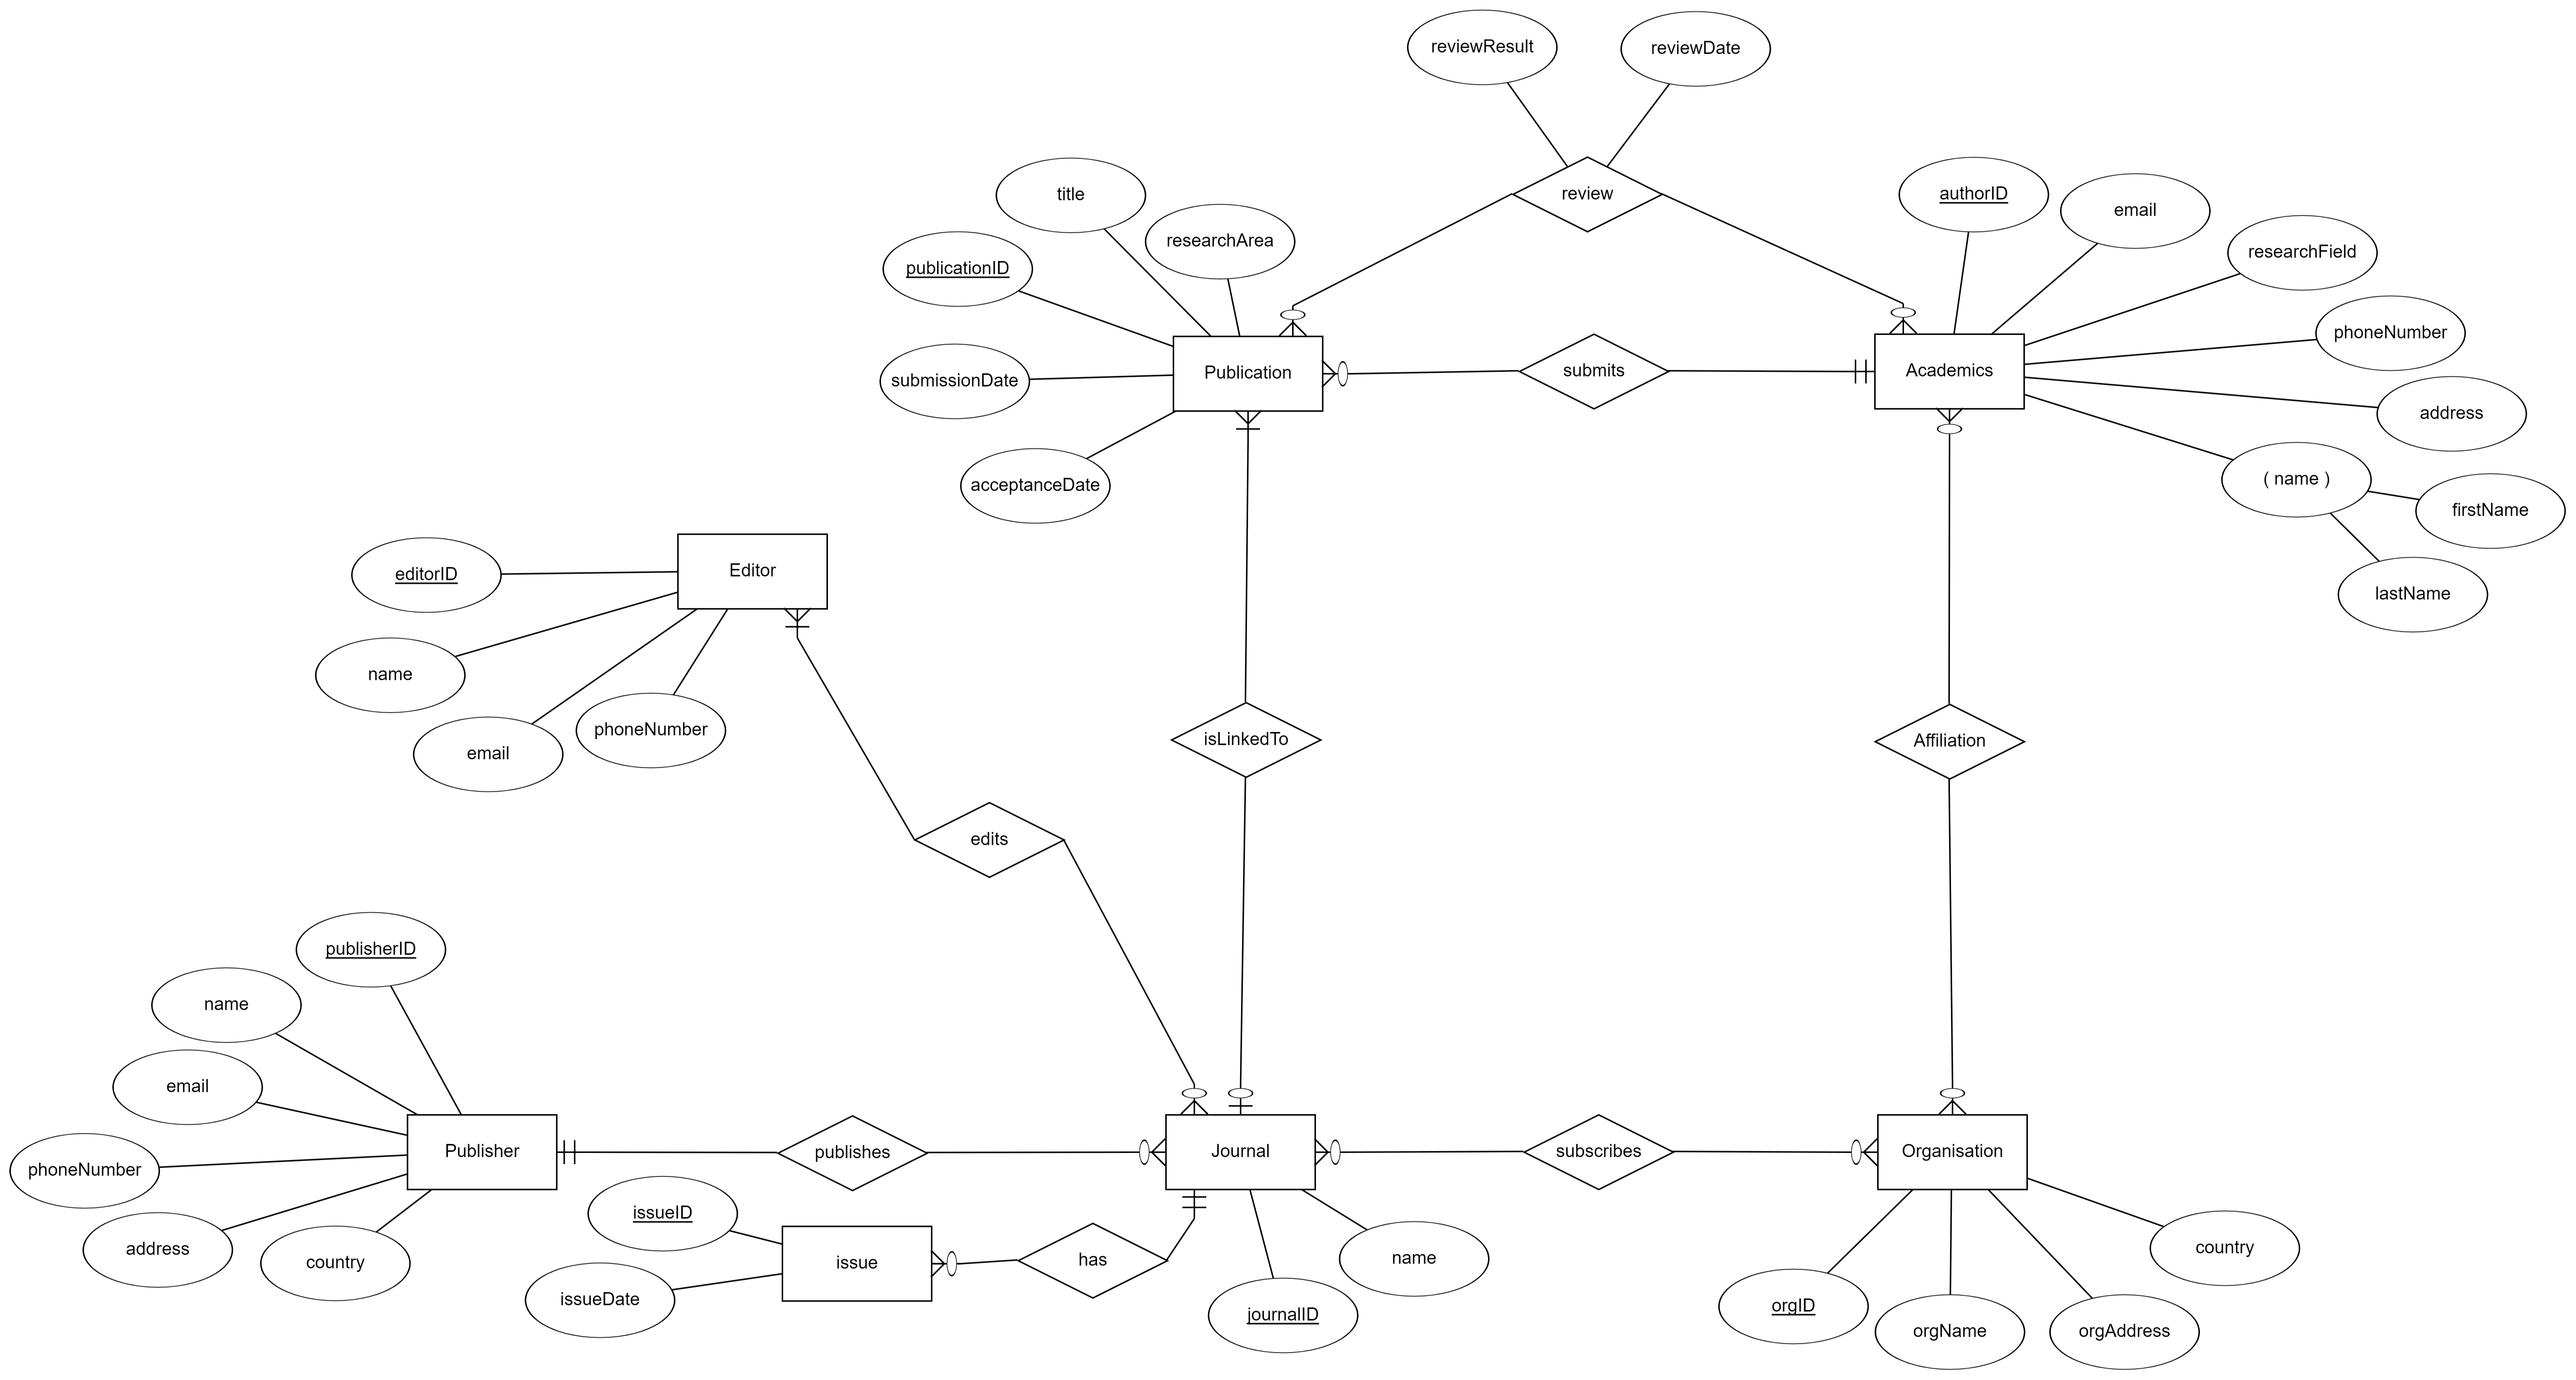 reviewResult
reviewDate
title
researchArea
review
authorID
email
publicationID
researchField
submissionDate
Publication
submits
Academics
phoneNumber
address
acceptanceDate
( name )
firstName
lastName
Editor
editorID
name
email
phoneNumber
isLinkedTo
Affiliation
edits
publisherID
name
email
phoneNumber
Publisher
publishes
Journal
subscribes
Organisation
address
country
issueID
issue
has
issueDate
name
journalID
country
orgID
orgName
orgAddress